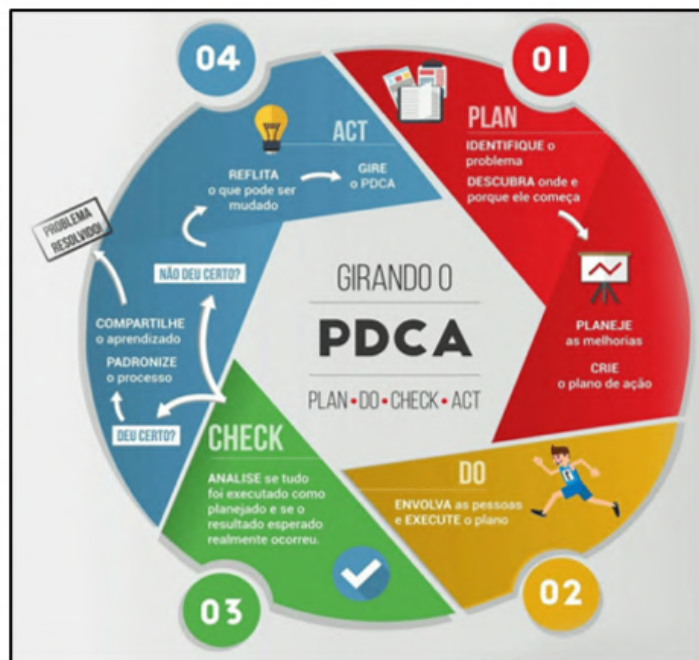 01
PLAN
IDENTIFIQUE o
problema
DESCUBRA onde e
porque ele começa
PLANEJE
as melhorias
CRIE
o plano de ação
GIRANDO O
PDCA
PLAN • DO • CHECK • ACT
DO
ENVOLVA as pessoas
e EXECUTE o plano
02
CHECK
ANALISE se tudo
foi executado como
planejado e se o
resultado esperado
realmente ocorreu.
03
04
ACT
DEU CERTO?
PADRONIZE
o processo
COMPARTILHE
o aprendizado
PROBLEMA
RESOLVIDO!
NÃO DEU CERTO?
REFLITA
o que pode ser
mudado
GIRE
o PDCA